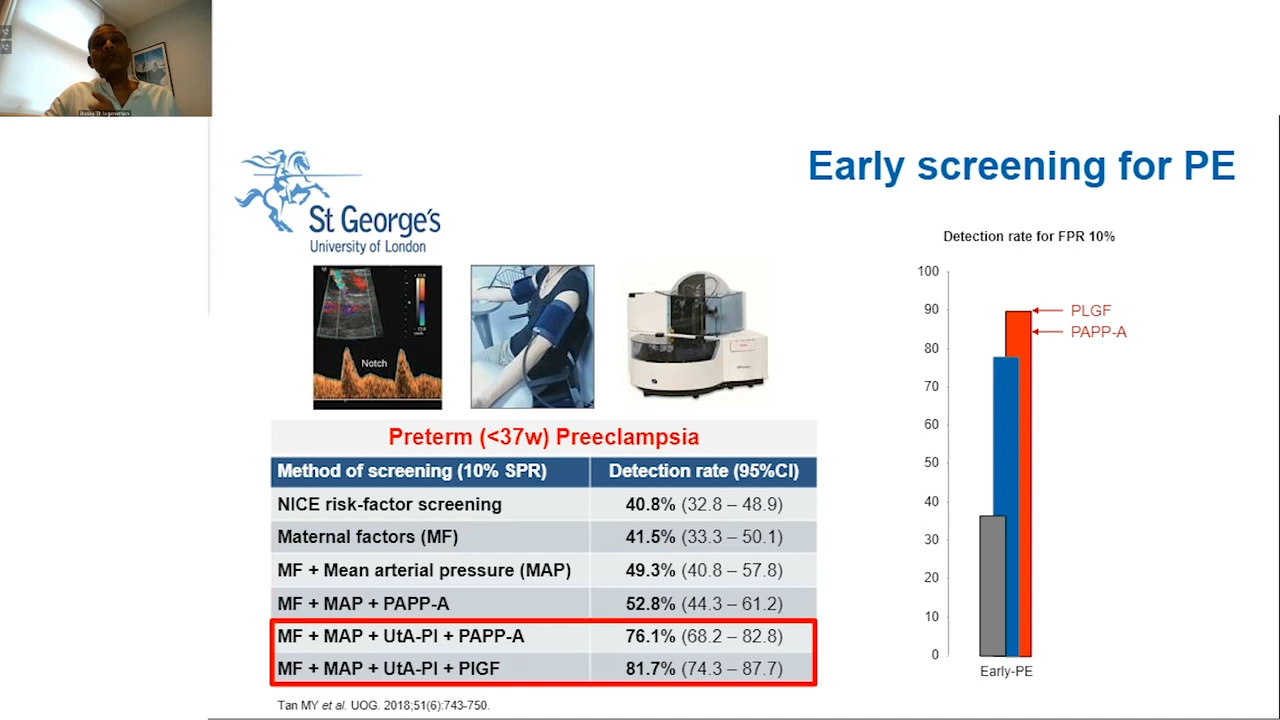 Early screening for PE
St George's
University of London
Notch
Preterm (<37w) Preeclampsia
Method of screening (10% SPR) Detection rate (95%CI)
NICE risk-factor screening 40.8% (32.8 – 48.9)
Maternal factors (MF) 41.5% (33.3 – 50.1)
MF + Mean arterial pressure (MAP) 49.3% (40.8 – 57.8)
MF + MAP + PAPP-A 52.8% (44.3 – 61.2)
MF + MAP + UtA-PI + PAPP-A 76.1% (68.2 – 82.8)
MF + MAP + UtA-PI + PlGF 81.7% (74.3 – 87.7)
Tan MY et al. UOG. 2018;51(6):743-750.
Detection rate for FPR 10%
100
90
80
70
60
50
40
30
20
10
0
PLGF
PAPP-A
Early-PE